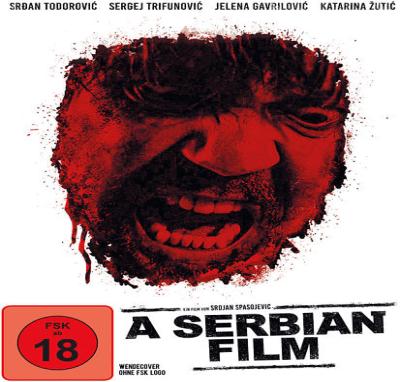 SRĐAN TODOROVIĆ SERGEJ TRIFUNOVIĆ JELENA GAVRILOVIĆ KATARINA ŽUTIĆ
EIN FILM VON SRDJAN SPASOJEVIC
A SERBIAN
FILM
FSK
ab
18
WENDECOVER
OHNE FSK LOGO